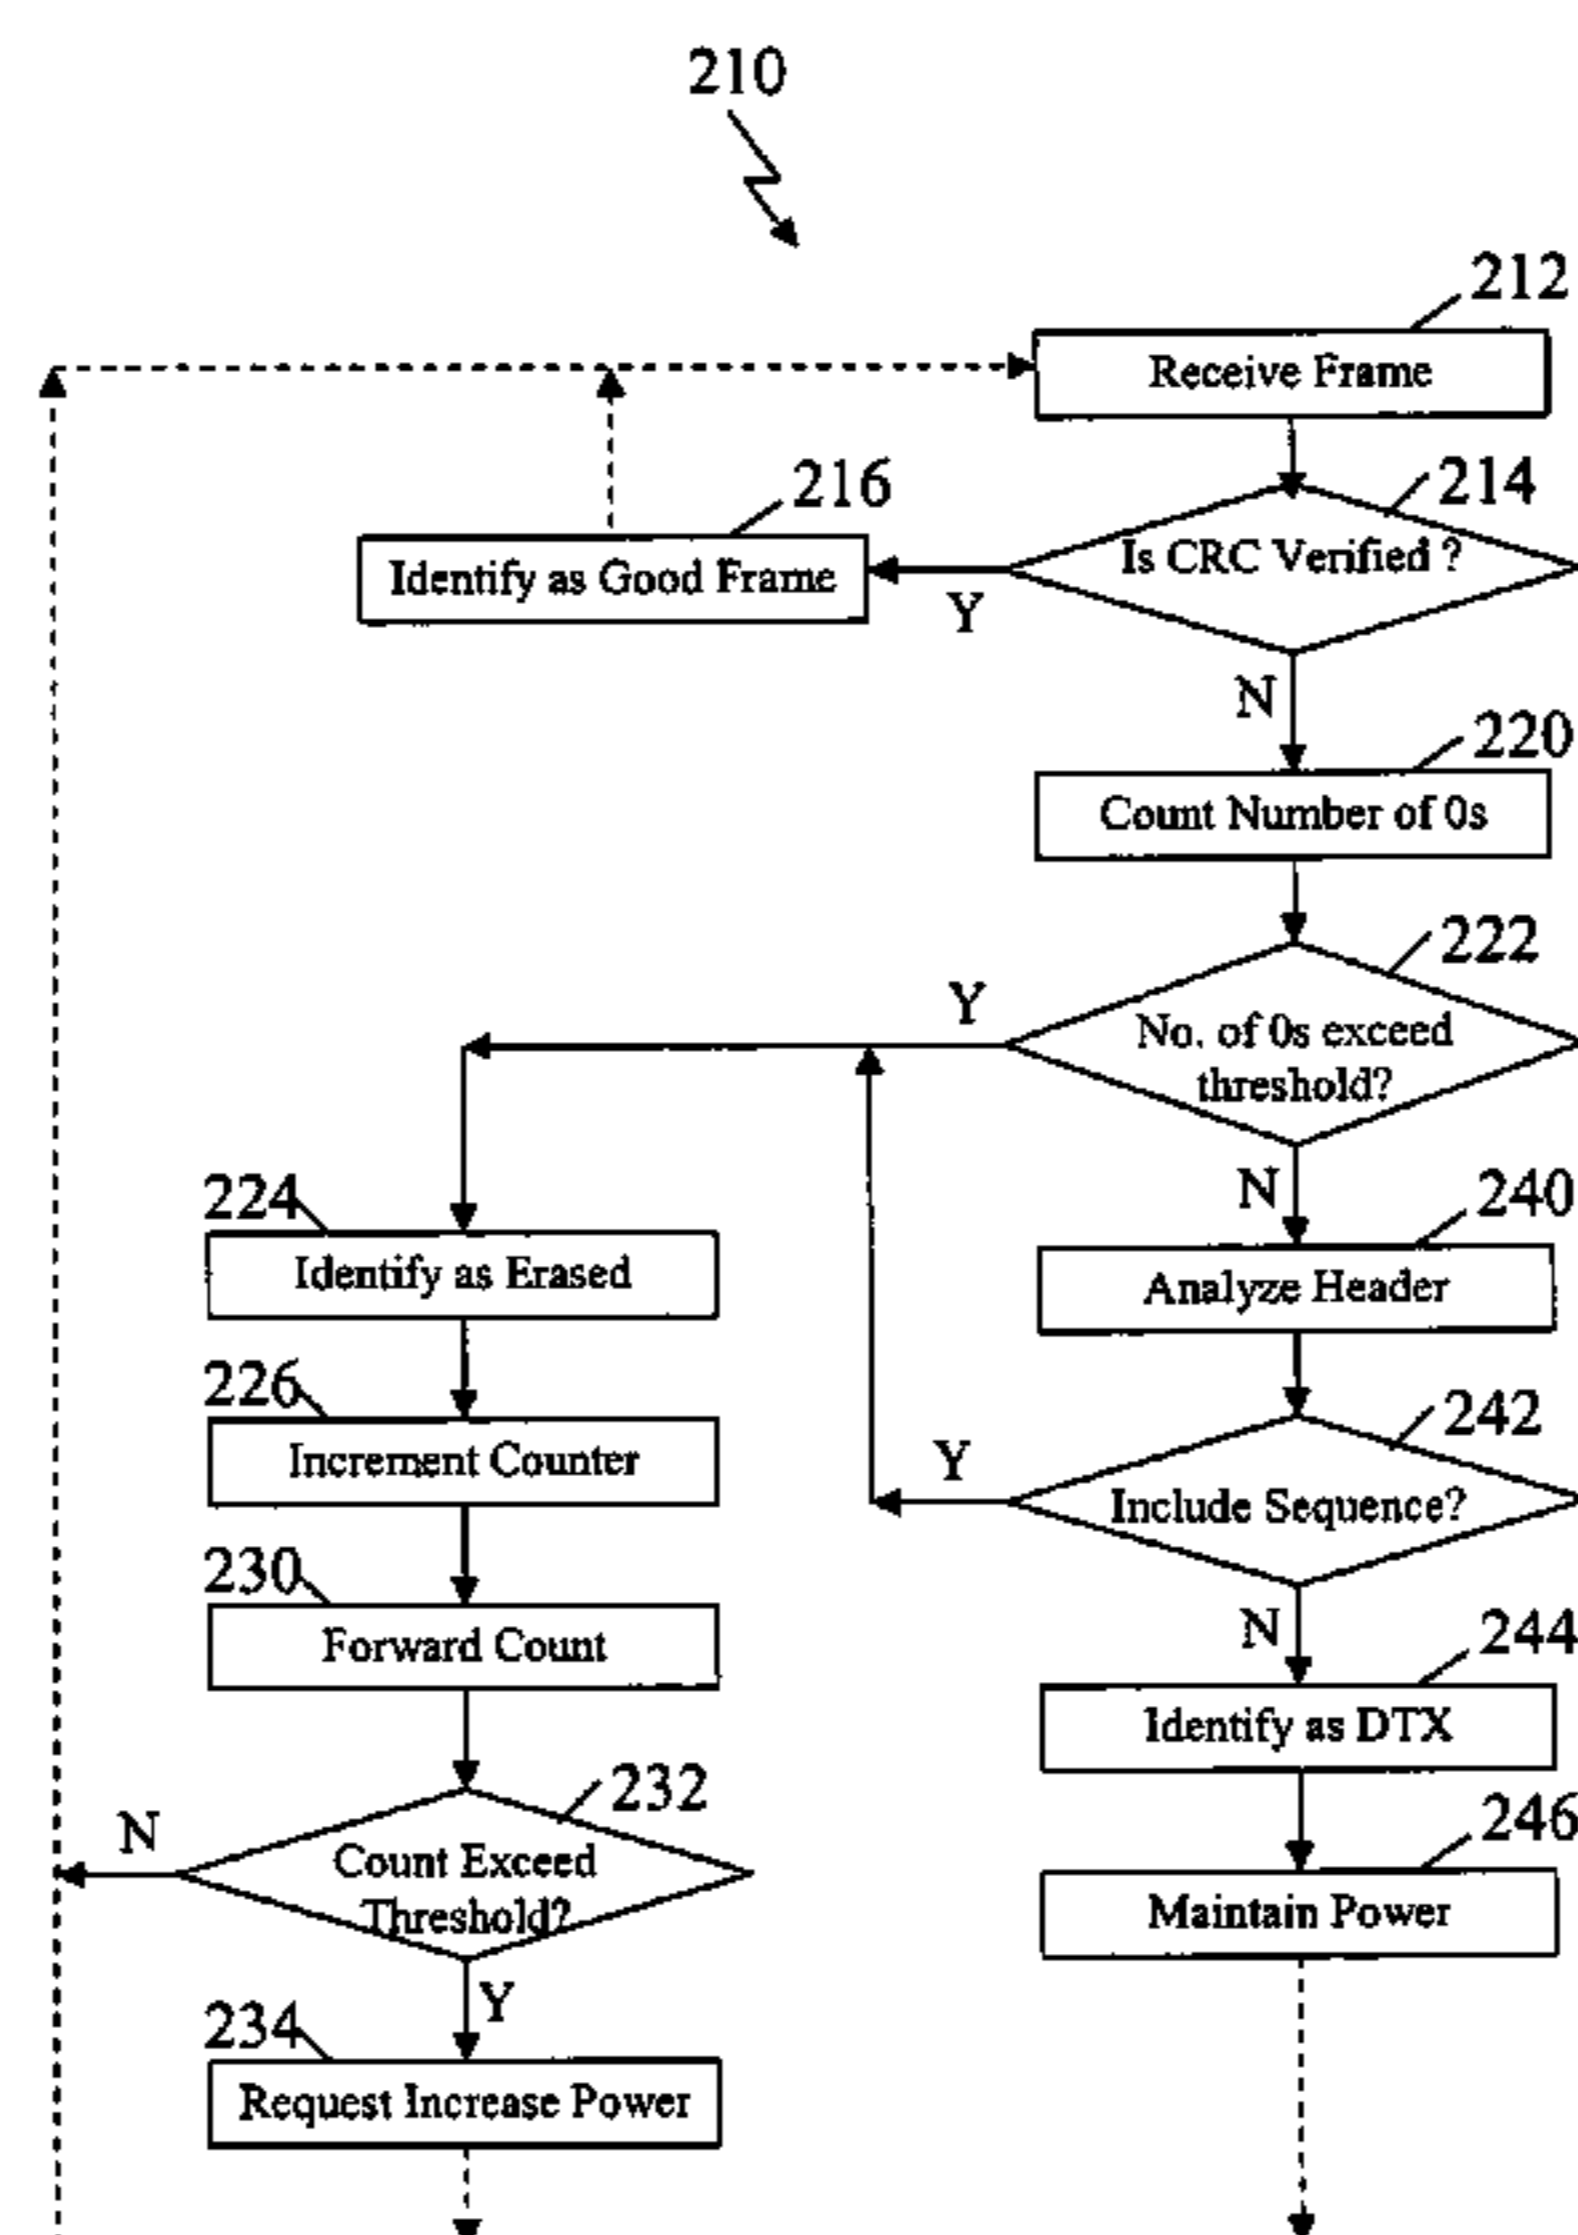 210
212
Receive Frame
214
Is CRC Verified ?
216
Identify as Good Frame
Y
N
220
Count Number of 0s
222
No. of 0s exceed
threshold?
Y
N
224
Identify as Erased
240
Analyze Header
226
Increment Counter
242
Include Sequence?
Y
N
230
Forward Count
244
Identify as DTX
232
Count Exceed
Threshold?
N
Y
246
Maintain Power
234
Request Increase Power